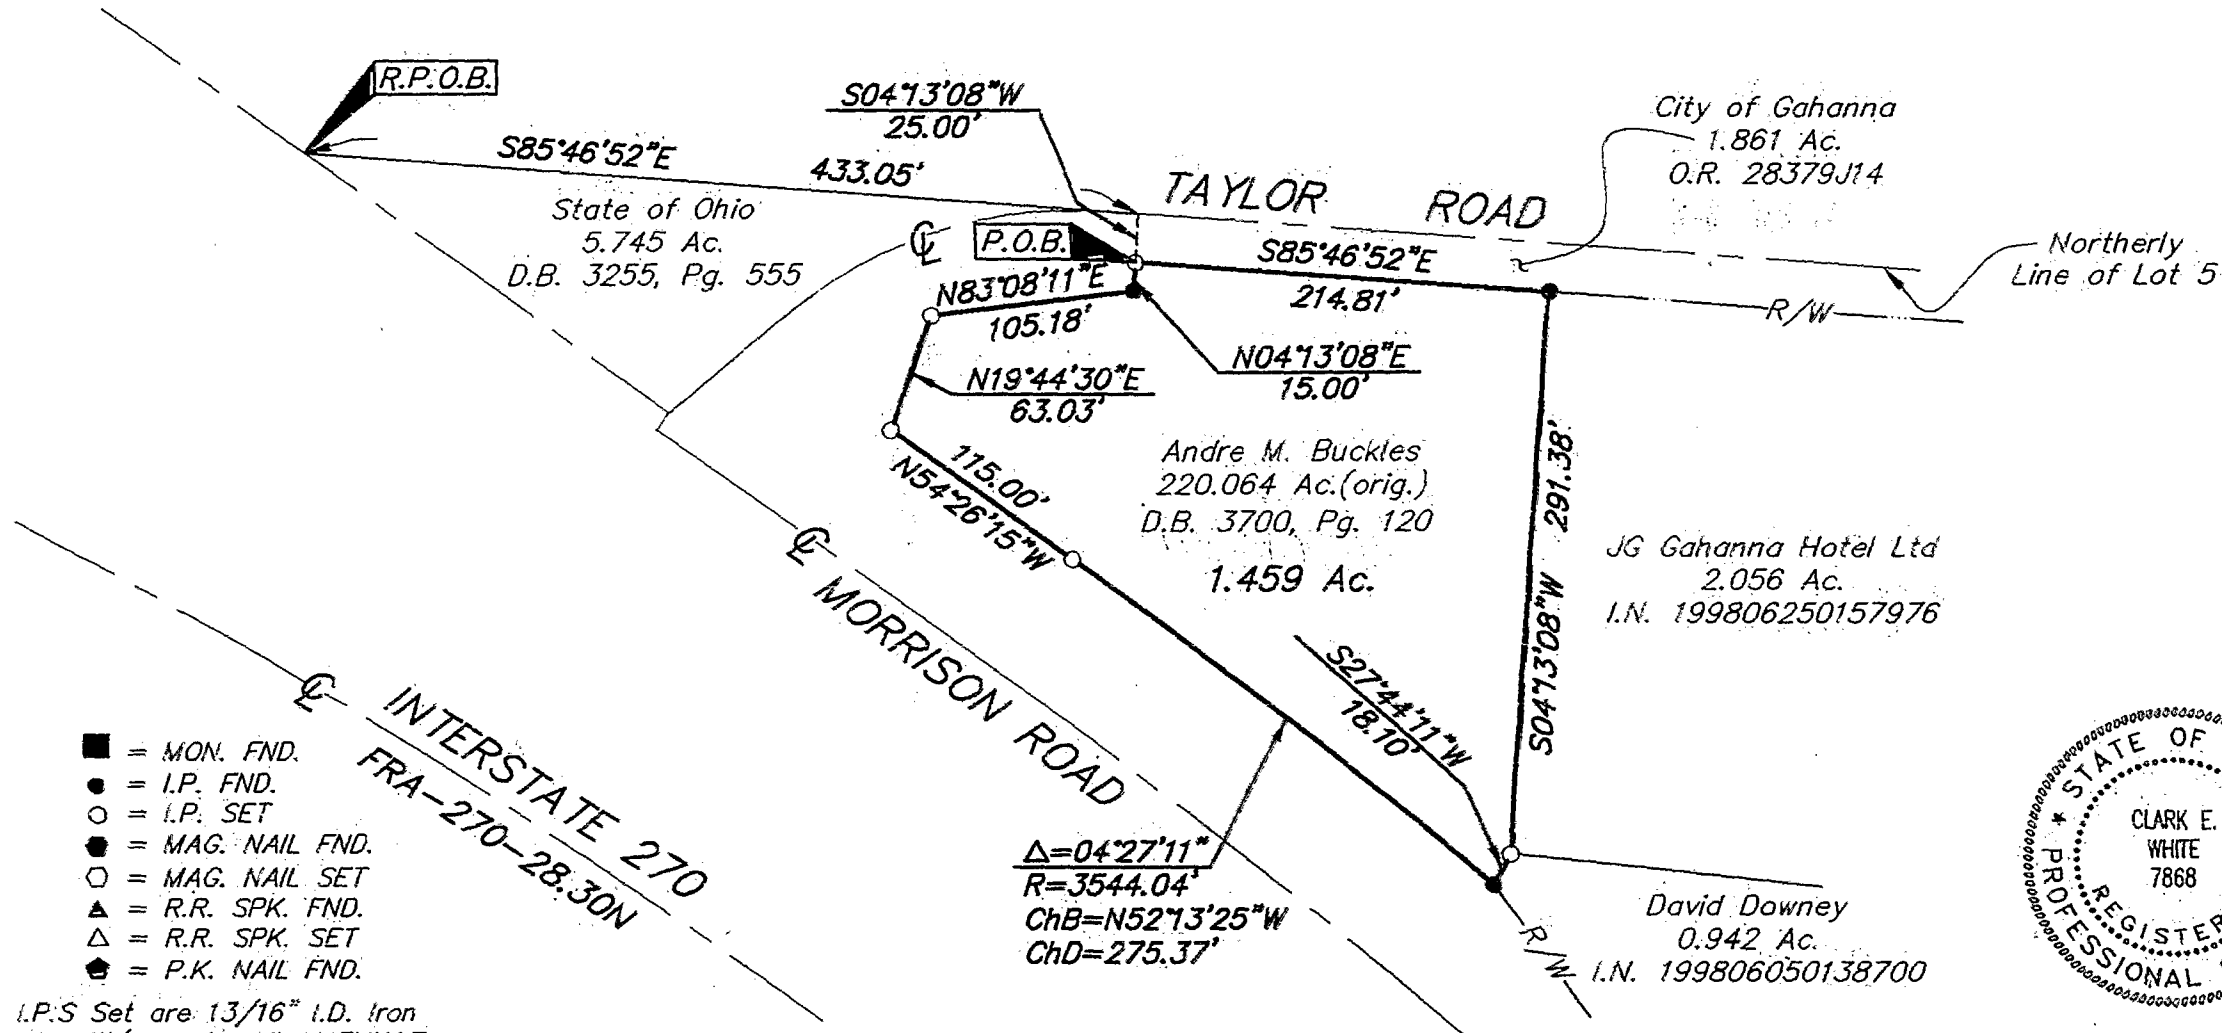 R.P.O.B.
S85°46'52"E
433.05'
S04°13'08"W
25.00'
City of Gahanna
1.861 Ac.
O.R. 28379J14
TAYLOR ROAD
State of Ohio
5.745 Ac.
D.B. 3255, Pg. 555
℄
P.O.B.
S85°46'52"E
214.81'
Northerly
Line of Lot 5
R/W
N83°08'11"E
105.18'
N04°13'08"E
15.00'
N19°44'30"E
63.03'
115.00'
N54°26'15"W
Andre M. Buckles
220.064 Ac.(orig.)
D.B. 3700, Pg. 120
1.459 Ac.
S04°13'08"W 291.38'
JG Gahanna Hotel Ltd
2.056 Ac.
I.N. 199806250157976
℄ MORRISON ROAD
S27°44'11"W
18.10'
℄ INTERSTATE 270
FRA-270-28.30N
Δ=04°27'11"
R=3544.04'
ChB=N52°13'25"W
ChD=275.37'
R/W
David Downey
0.942 Ac.
I.N. 199806050138700
■ = MON. FND.
● = I.P. FND.
○ = I.P. SET
⬢ = MAG. NAIL FND.
⬡ = MAG. NAIL SET
▲ = R.R. SPK. FND.
△ = R.R. SPK. SET
⬟ = P.K. NAIL FND.
I.P.S Set are 13/16" I.D. Iron
STATE OF
CLARK E.
WHITE
7868
REGISTER
PROFESSIONAL